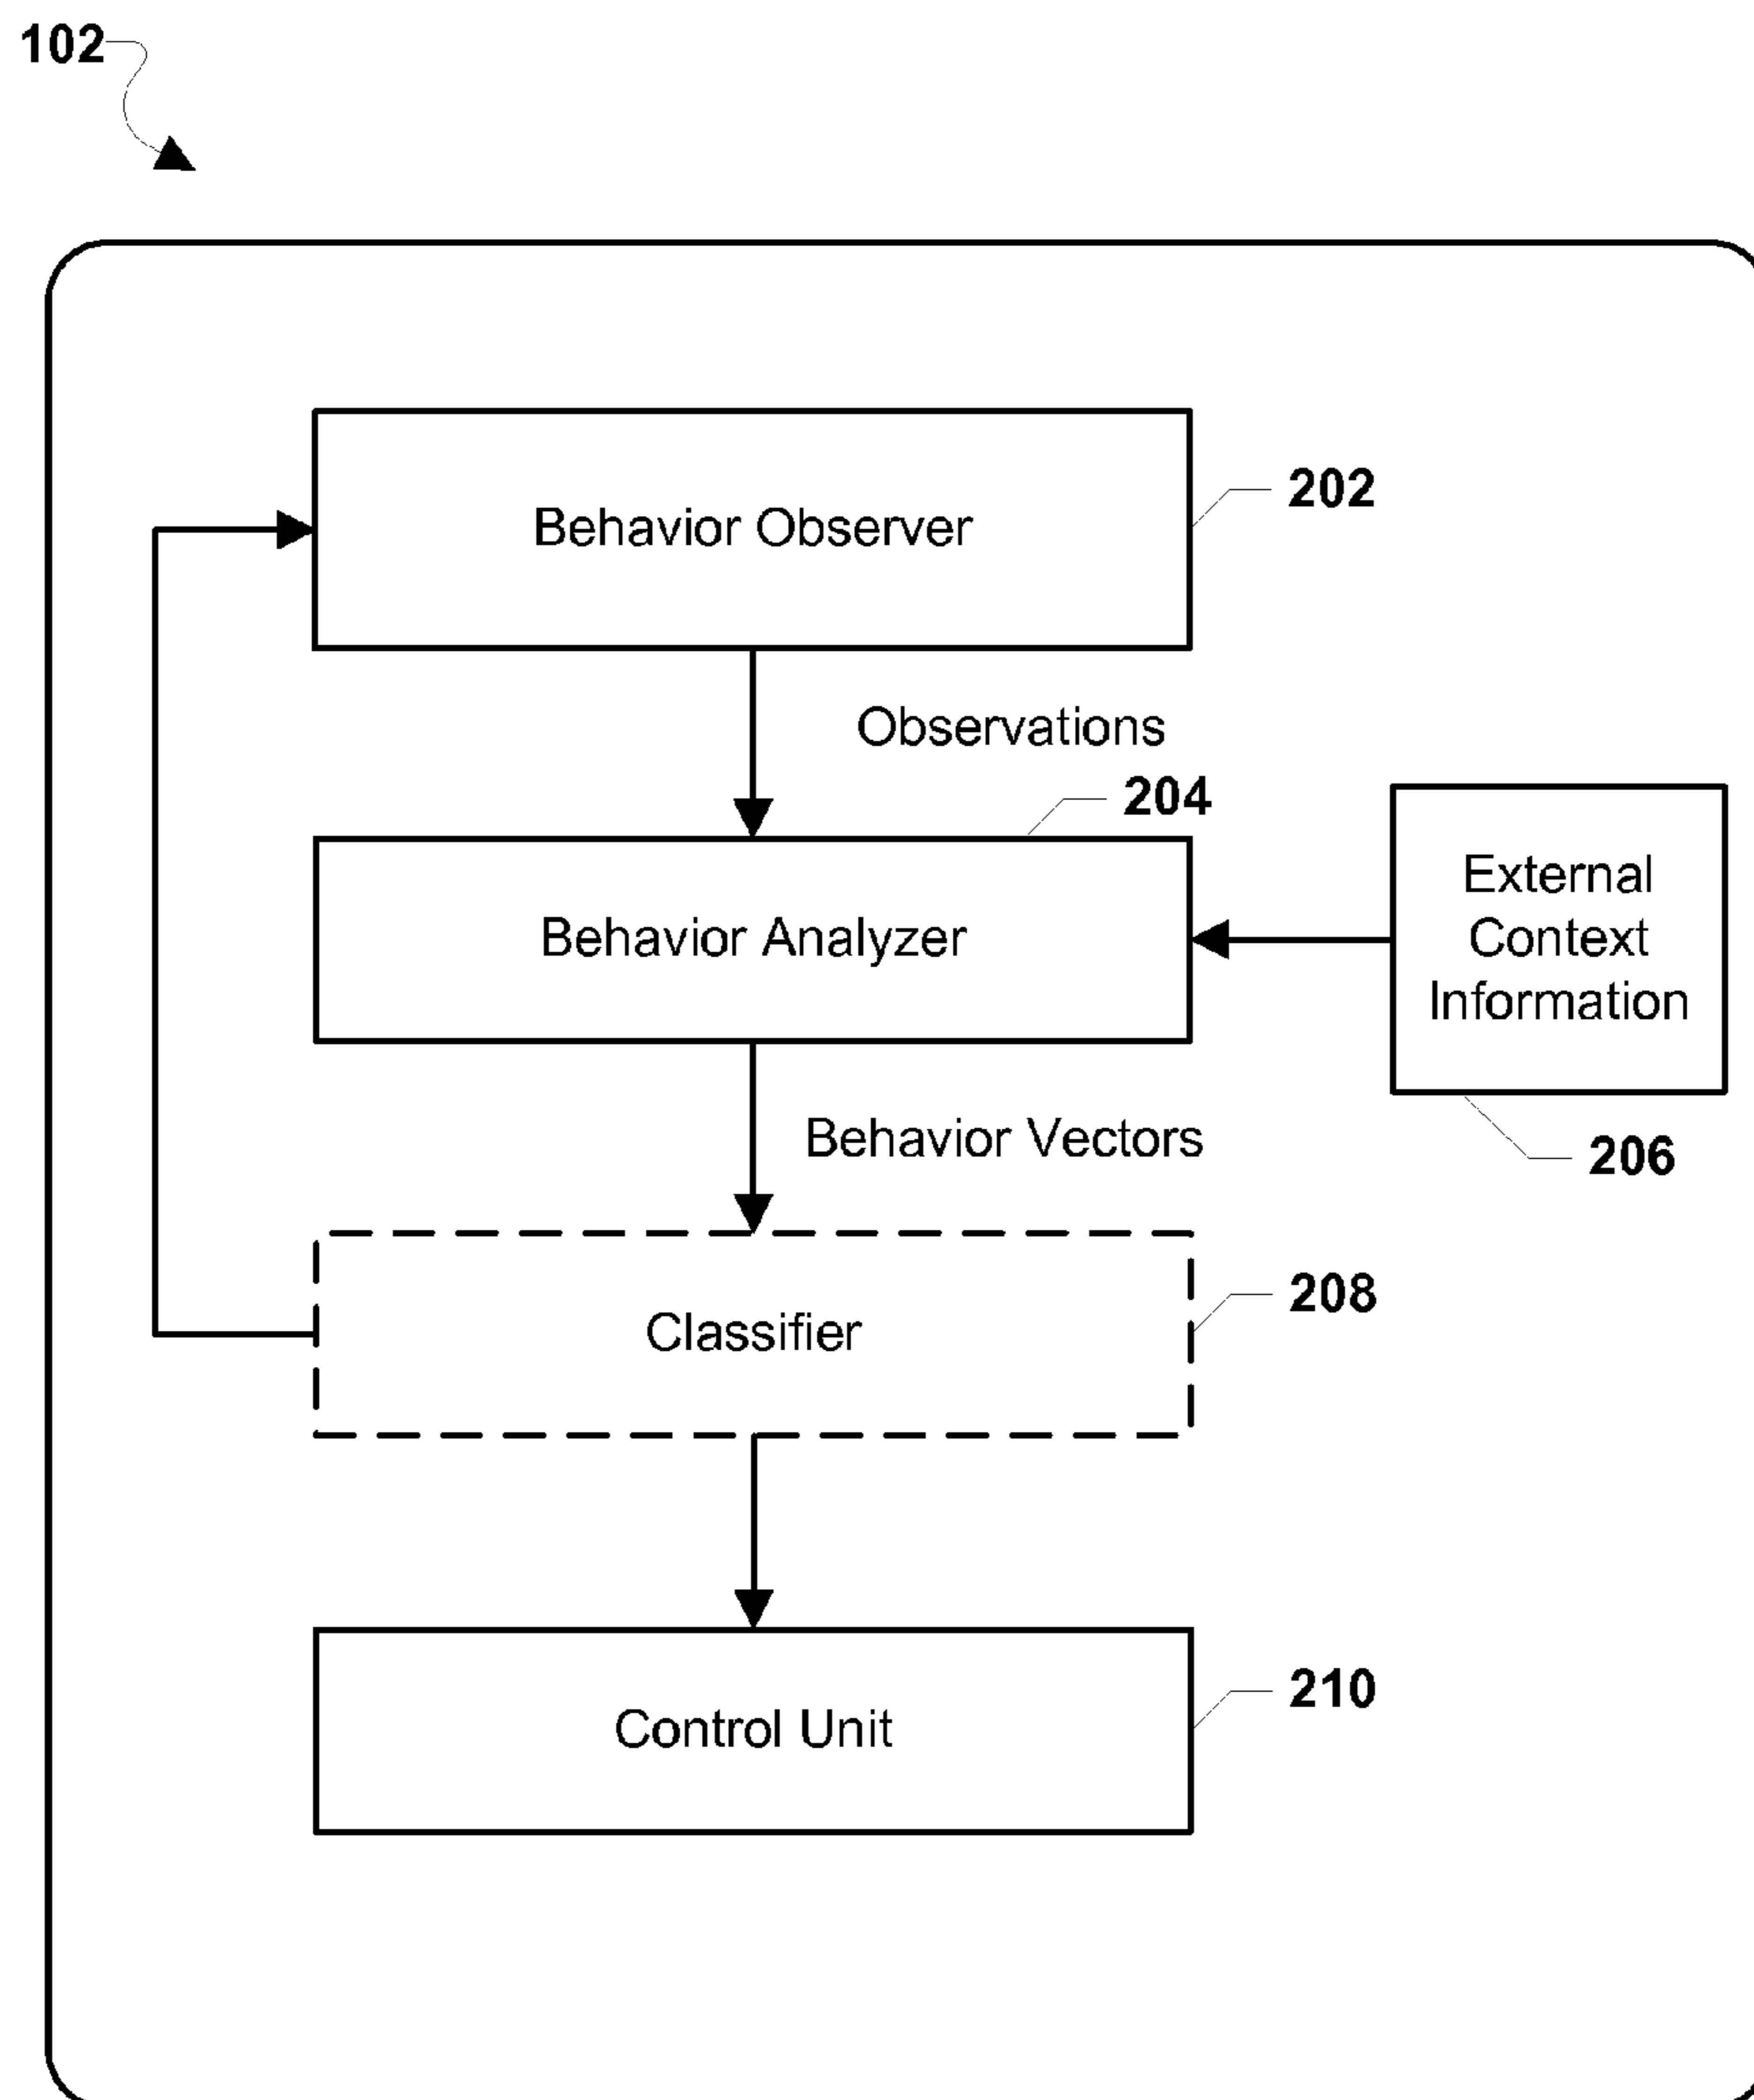 102
Behavior Observer
202
Observations
204
Behavior Analyzer
External
Context
Information
Behavior Vectors
206
Classifier
208
Control Unit
210